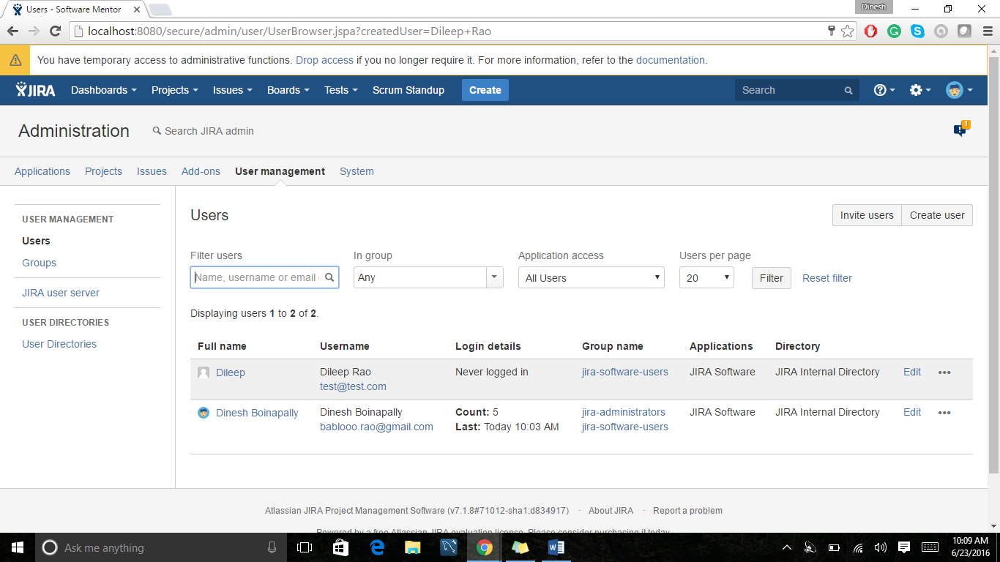 Users - Software Mentor
Dinesh
localhost:8080/secure/admin/user/UserBrowser.jspa?createdUser=Dileep+Rao
You have temporary access to administrative functions. Drop access if you no longer require it. For more information, refer to the documentation.
JIRA Dashboards Projects Issues Boards Tests Scrum Standup Create Search
Administration Search JIRA admin 1
Applications Projects Issues Add-ons User management System
USER MANAGEMENT
Users
Groups
JIRA user server
USER DIRECTORIES
User Directories
Users Invite users Create user
Filter users In group Application access Users per page
Name, username or email Any All Users 20 Filter Reset filter
Displaying users 1 to 2 of 2.
Full name Username Login details Group name Applications Directory
Dileep Dileep Rao Never logged in jira-software-users JIRA Software JIRA Internal Directory Edit •••
test@test.com
Dinesh Boinapally Dinesh Boinapally Count: 5 jira-administrators JIRA Software JIRA Internal Directory Edit •••
bablooo.rao@gmail.com Last: Today 10:03 AM jira-software-users
Atlassian JIRA Project Management Software (v7.1.8#71012-sha1:d834917) · About JIRA · Report a problem
Powered by a free Atlassian JIRA evaluation license. Please consider purchasing it today.
Ask me anything
10:09 AM
6/23/2016